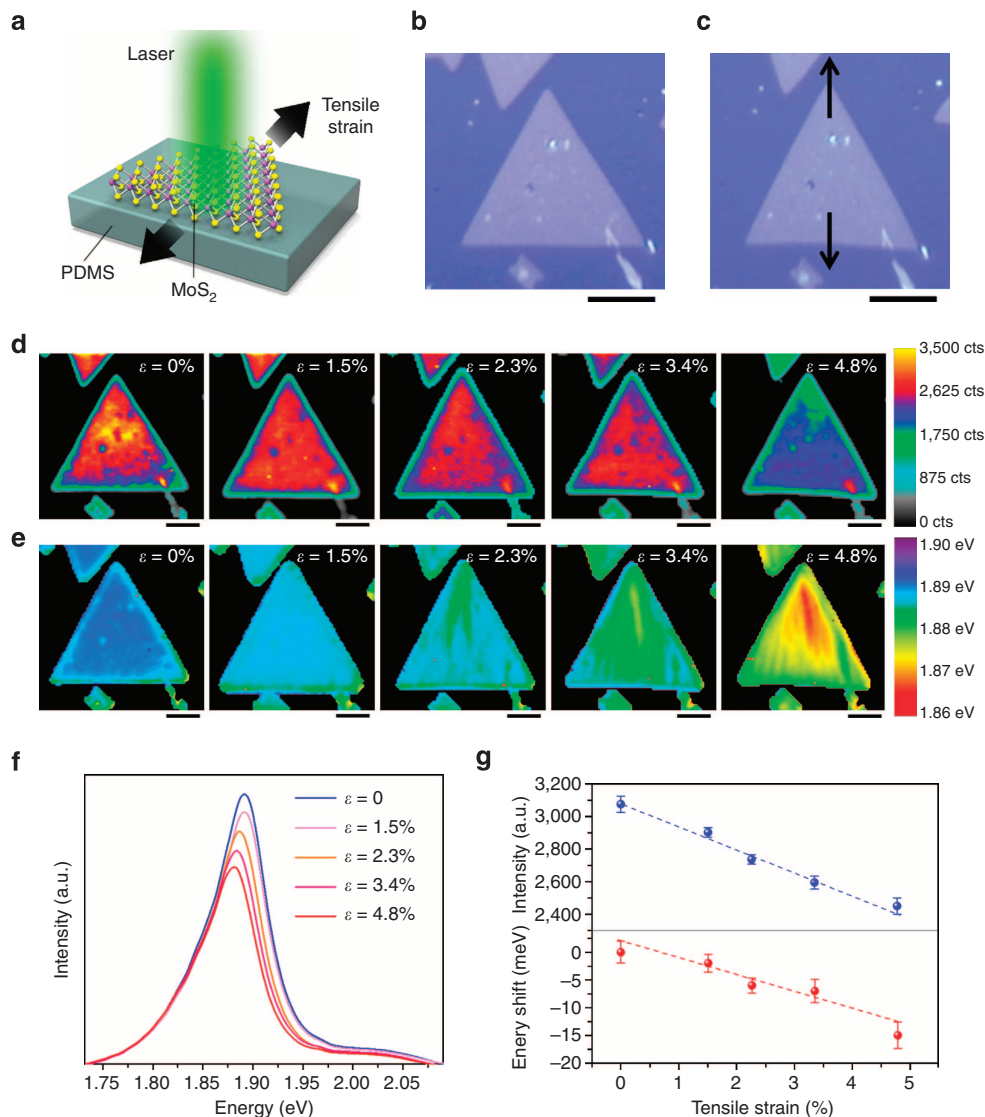 a
Laser
Tensile
strain
PDMS
MoS2
b
c
d
ε = 0%
ε = 1.5%
ε = 2.3%
ε = 3.4%
ε = 4.8%
3,500 cts
2,625 cts
1,750 cts
875 cts
0 cts
e
ε = 0%
ε = 1.5%
ε = 2.3%
ε = 3.4%
ε = 4.8%
1.90 eV
1.89 eV
1.88 eV
1.87 eV
1.86 eV
f
Intensity (a.u.)
ε = 0
ε = 1.5%
ε = 2.3%
ε = 3.4%
ε = 4.8%
1.75 1.80 1.85 1.90 1.95 2.00 2.05
Energy (eV)
g
Intensity (a.u.)
3,200
3,000
2,800
2,600
2,400
Enery shift (meV)
0
−5
−10
−15
−20
0 1 2 3 4 5
Tensile strain (%)